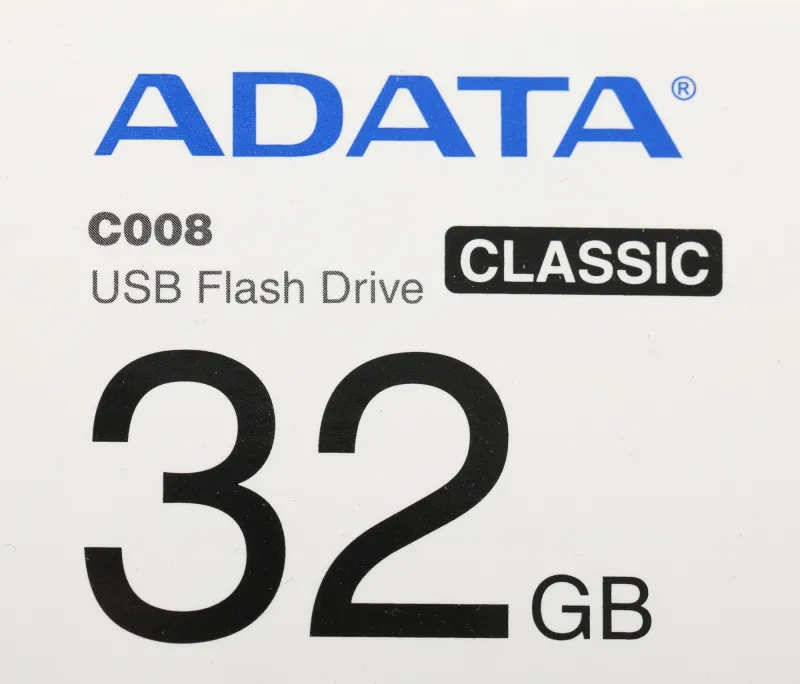 ADATA®
C008
USB Flash Drive
CLASSIC
32 GB